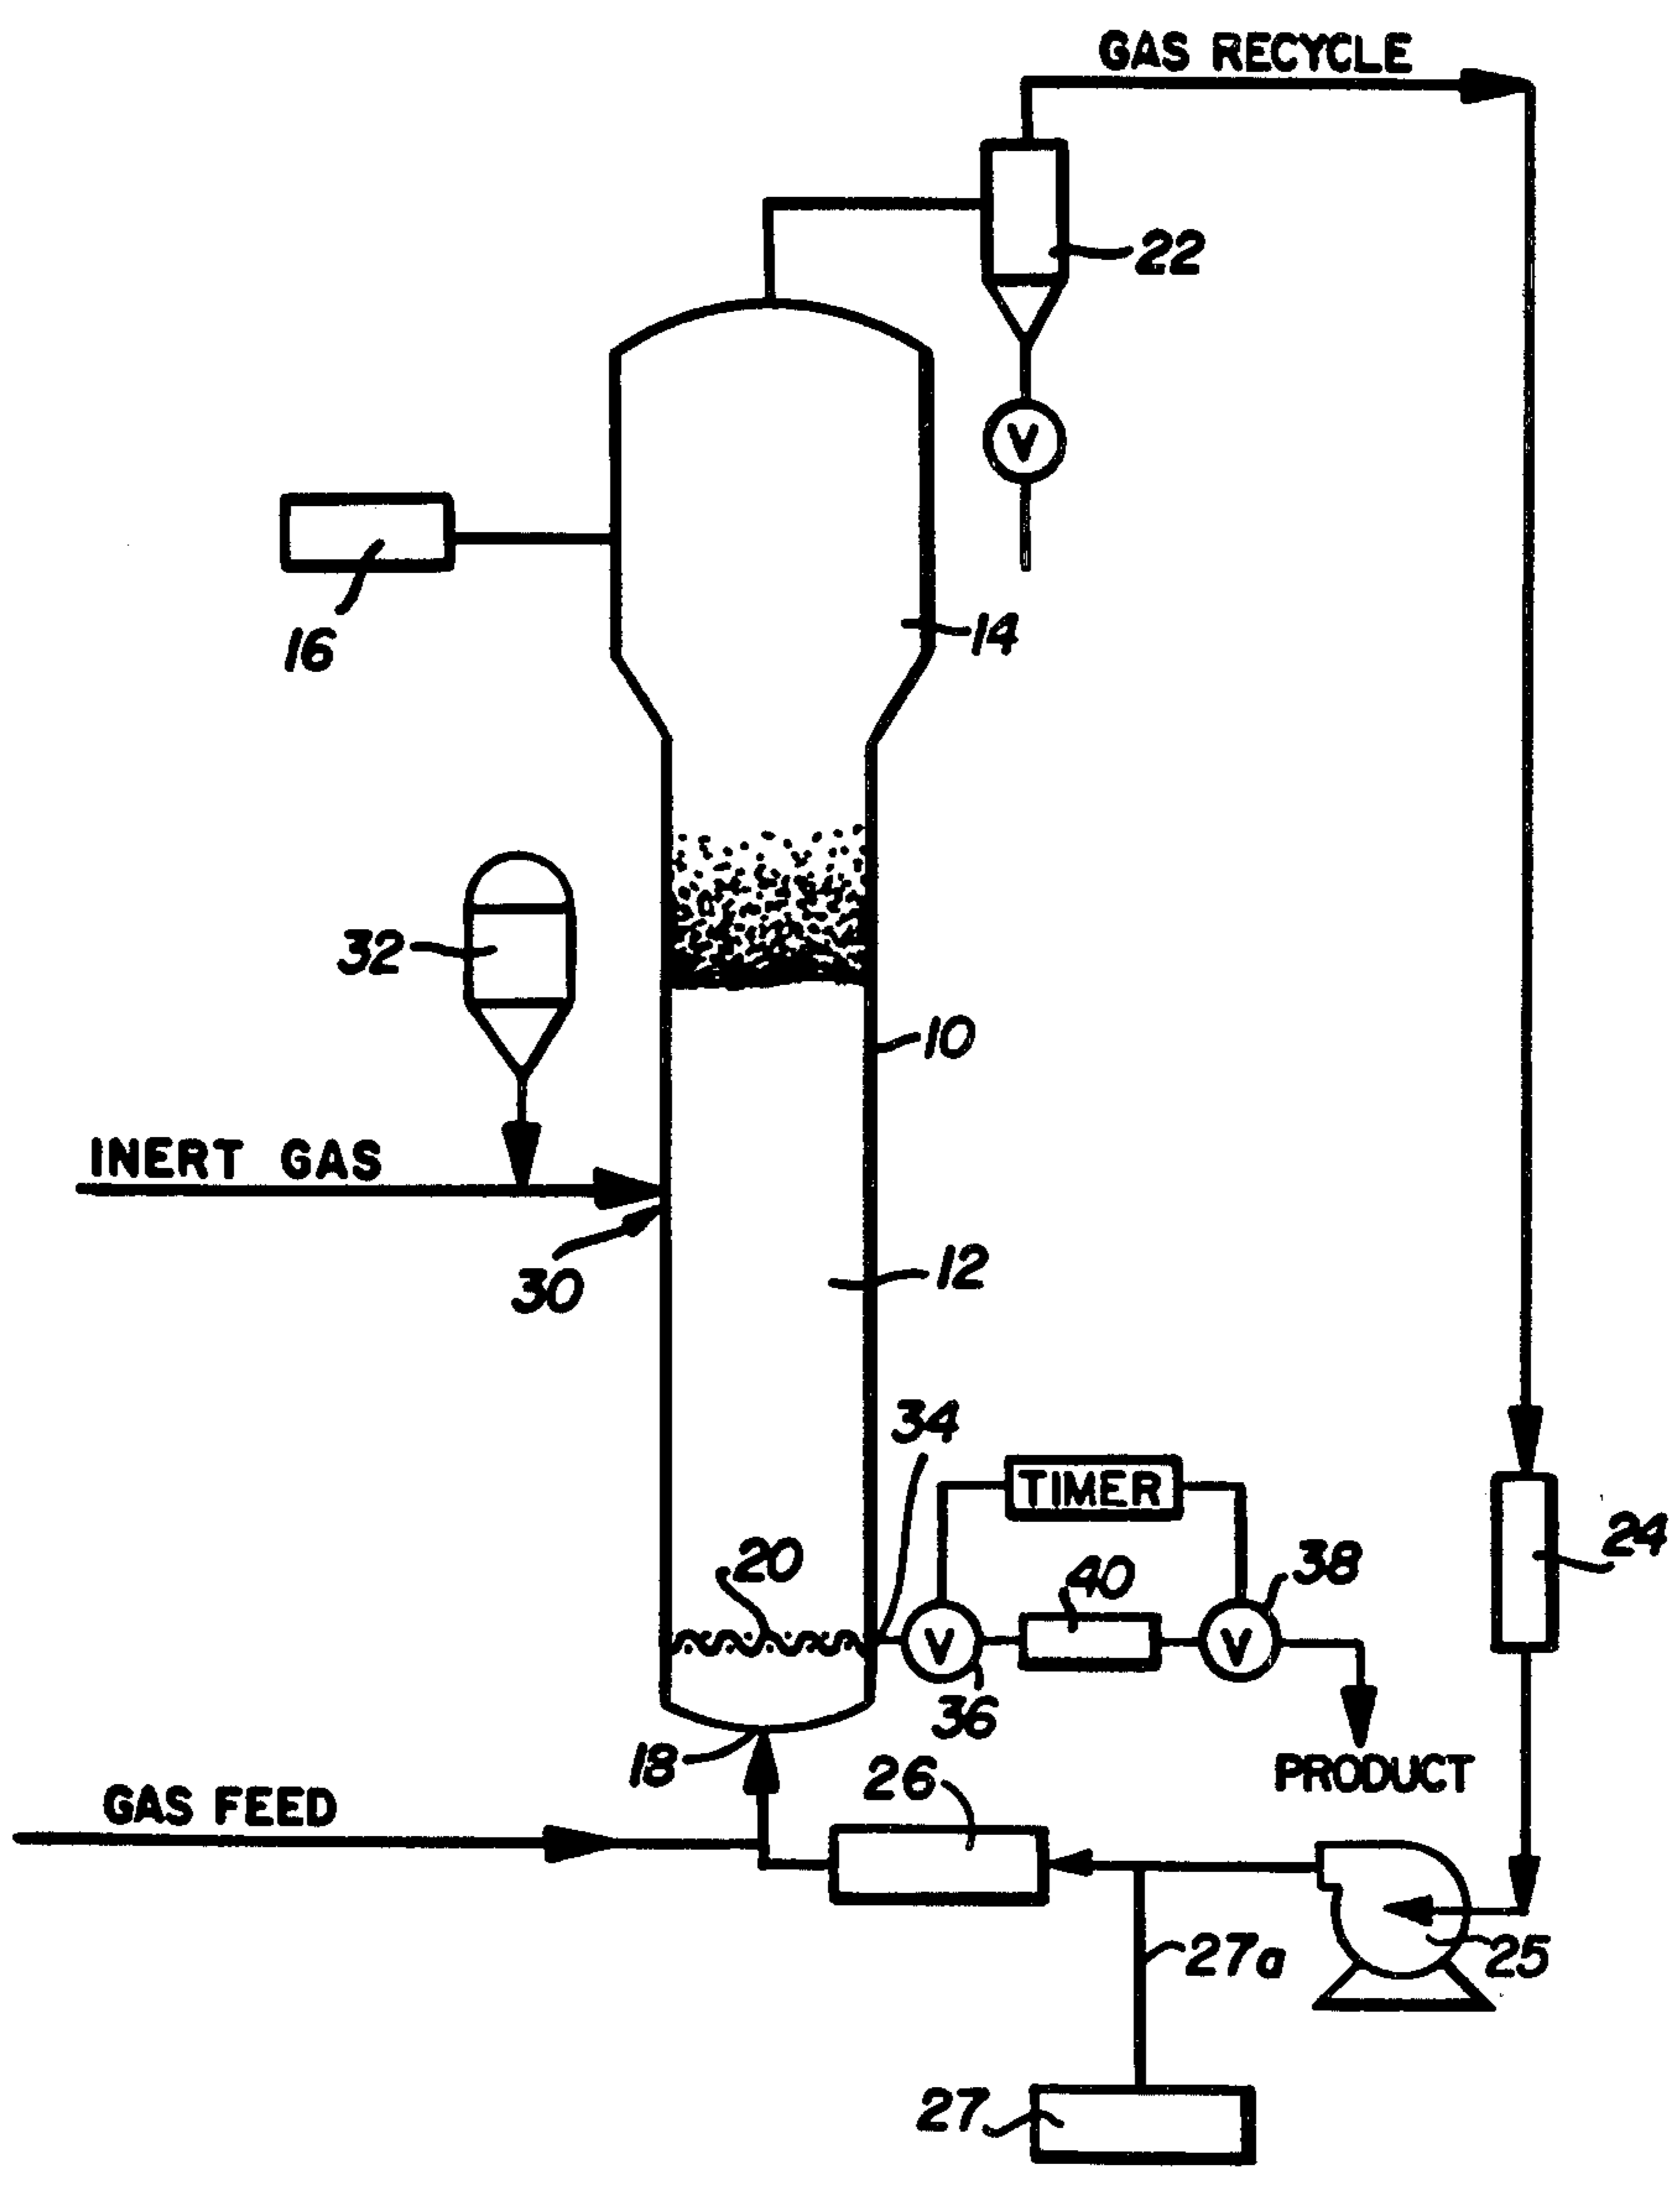 GAS RECYCLE
22
V
16
14
32
10
INERT GAS
30
12
34
TIMER
24
20
40
38
V
V
36
18
26
PRODUCT
GAS FEED
27a
25
27